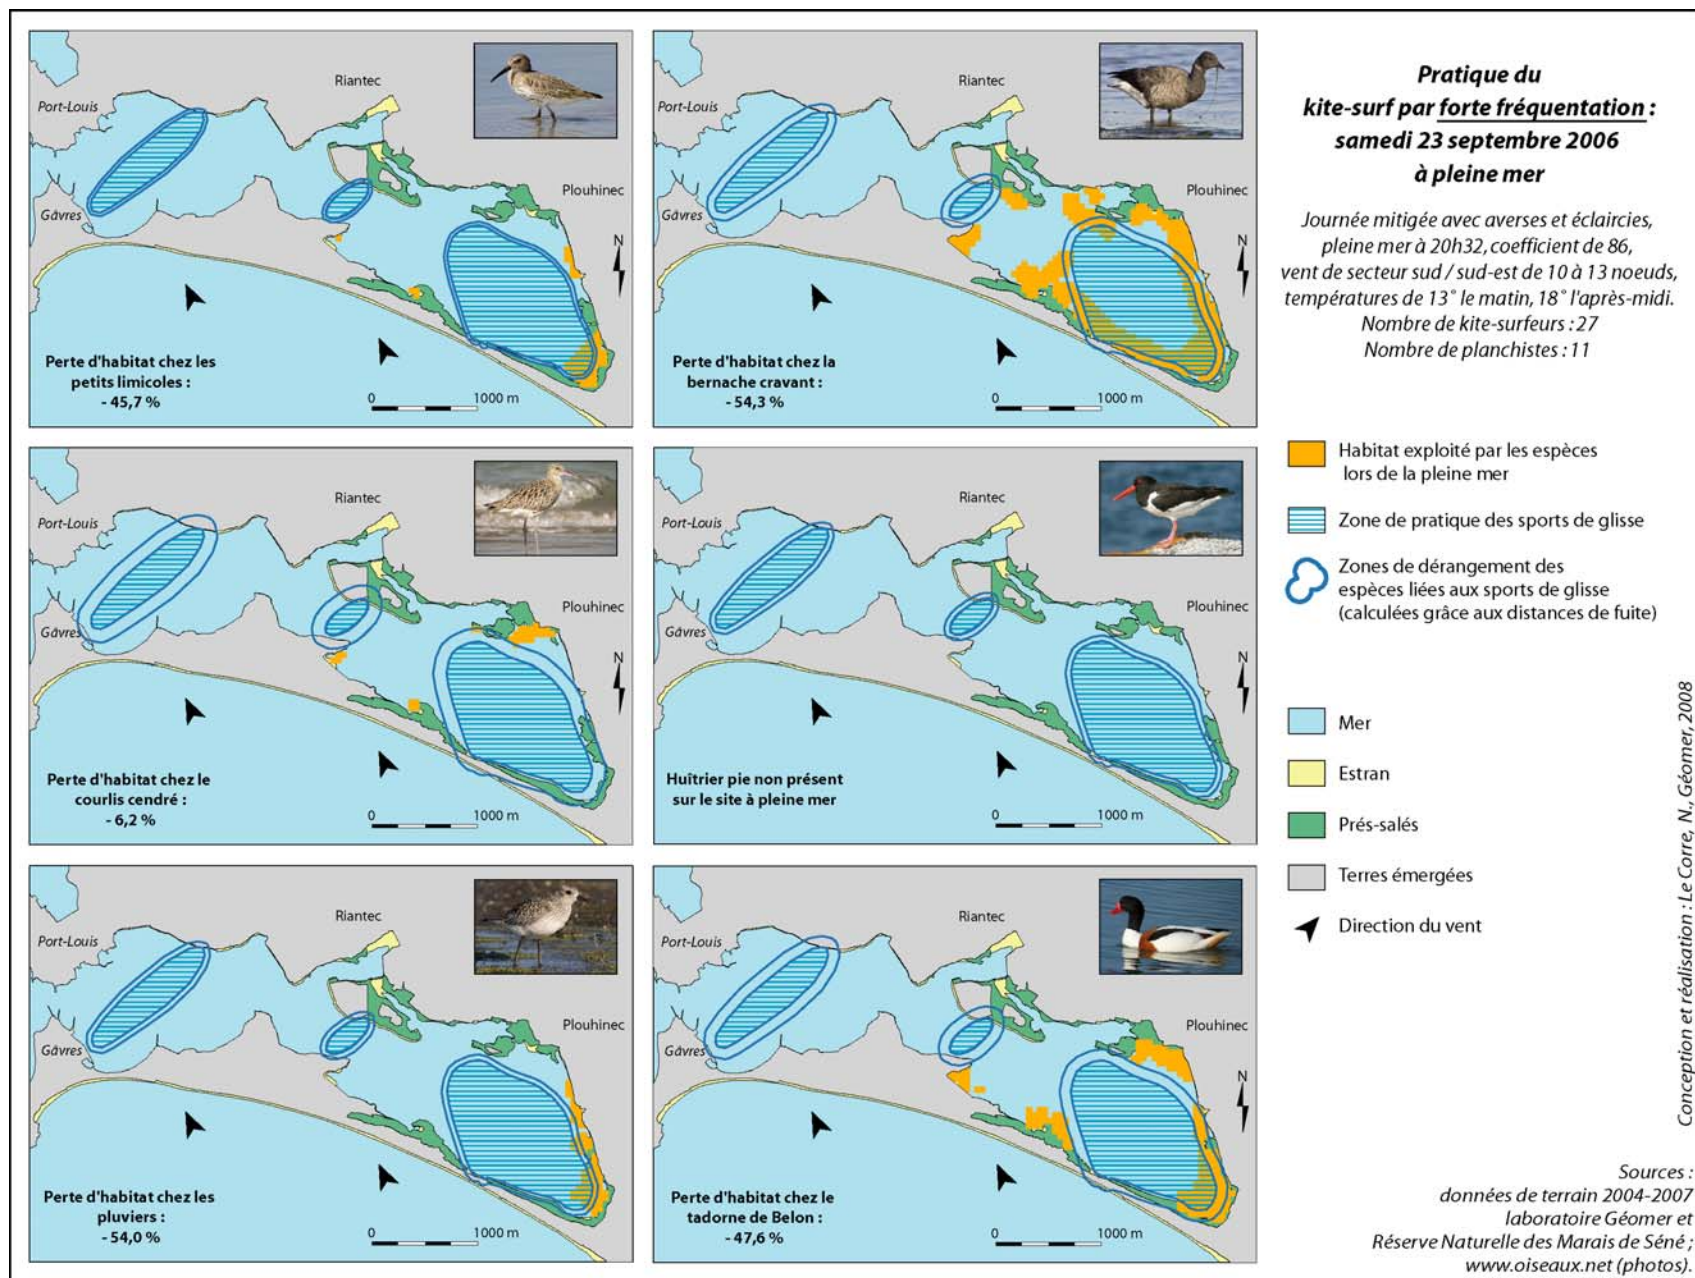 Riantec
Port-Louis
Plouhinec
Gâvres
N
Perte d'habitat chez les
petits limicoles :
- 45,7 %
0 1000 m
Riantec
Port-Louis
Plouhinec
Gâvres
N
Perte d'habitat chez la
bernache cravant :
- 54,3 %
0 1000 m
Riantec
Port-Louis
Plouhinec
Gâvres
N
Perte d'habitat chez le
courlis cendré :
- 6,2 %
0 1000 m
Riantec
Port-Louis
Plouhinec
Gâvres
N
Huîtrier pie non présent
sur le site à pleine mer
0 1000 m
Riantec
Port-Louis
Plouhinec
Gâvres
N
Perte d'habitat chez les
pluviers :
- 54,0 %
0 1000 m
Riantec
Port-Louis
Plouhinec
Gâvres
N
Perte d'habitat chez le
tadorne de Belon :
- 47,6 %
0 1000 m
Pratique du
kite-surf par forte fréquentation :
samedi 23 septembre 2006
à pleine mer
Journée mitigée avec averses et éclaircies,
pleine mer à 20h32, coefficient de 86,
vent de secteur sud / sud-est de 10 à 13 noeuds,
températures de 13° le matin, 18° l'après-midi.
Nombre de kite-surfeurs : 27
Nombre de planchistes : 11
Habitat exploité par les espèces
lors de la pleine mer
Zone de pratique des sports de glisse
Zones de dérangement des
espèces liées aux sports de glisse
(calculées grâce aux distances de fuite)
Mer
Estran
Prés-salés
Terres émergées
Direction du vent
Conception et réalisation : Le Corre, N., Géomer, 2008
Sources :
données de terrain 2004-2007
laboratoire Géomer et
Réserve Naturelle des Marais de Séné ;
www.oiseaux.net (photos).